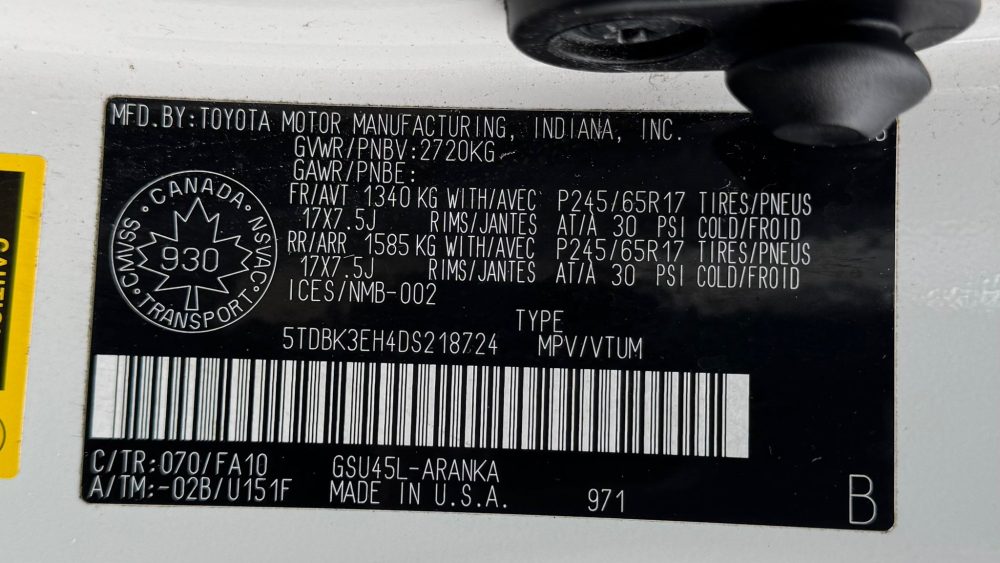 MFD.BY:TOYOTA MOTOR MANUFACTURING, INDIANA, INC.
GVWR/PNBV:2720KG
GAWR/PNBE:
FR/AVT 1340 KG WITH/AVEC P245/65R17 TIRES/PNEUS
17X7.5J RIMS/JANTES AT/A 30 PSI COLD/FROID
RR/ARR 1585 KG WITH/AVEC P245/65R17 TIRES/PNEUS
17X7.5J RIMS/JANTES AT/A 30 PSI COLD/FROID
ICES/NMB-002
CANADA
NSVAC
TRANSPORT
CMVSS
930
TYPE
5TDBK3EH4DS218724 MPV/VTUM
C/TR:070/FA10 GSU45L-ARANKA
A/TM:-02B/U151F MADE IN U.S.A. 971 B